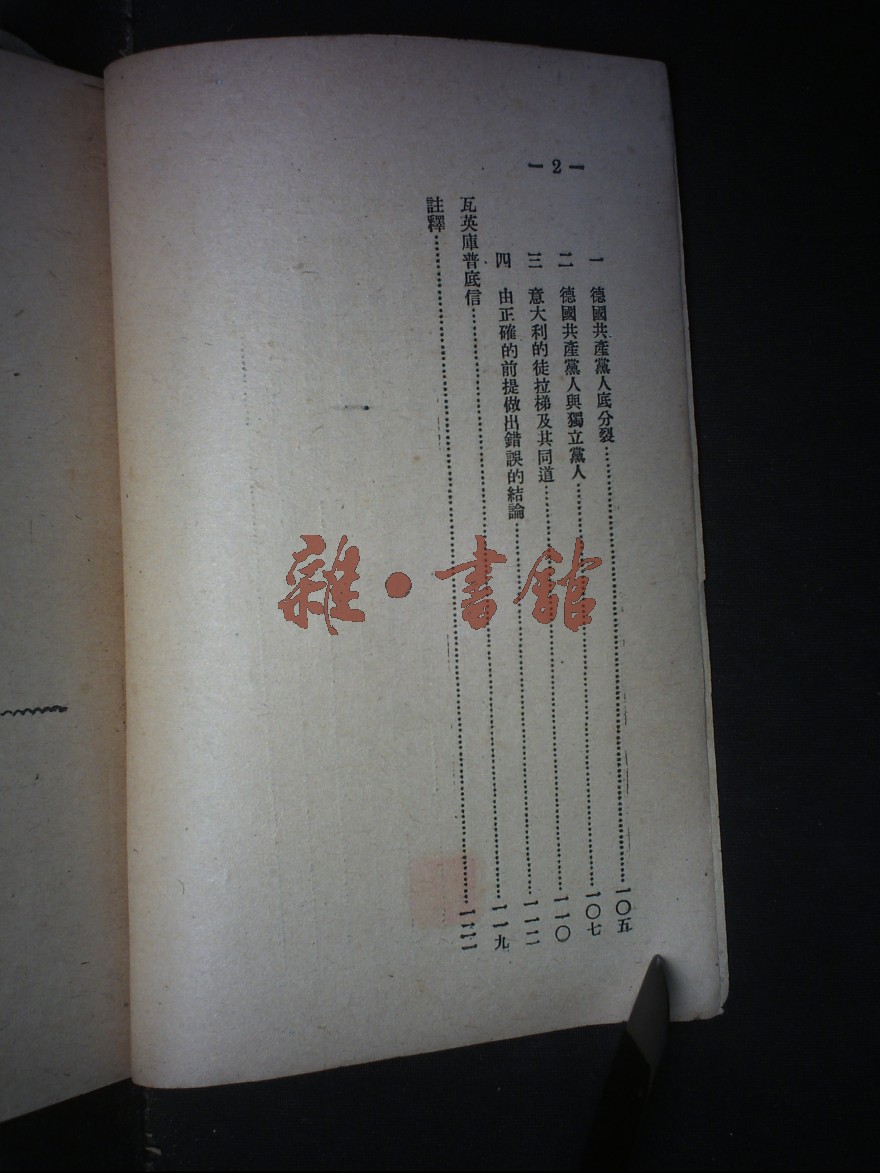 — 2 —
一 德國共產黨人底分裂……一〇五
二 德國共產黨人與獨立黨人……一〇七
三 意大利的徒拉梯及其同道……一一〇
四 由正確的前提做出錯誤的結論……一一二
瓦英庫普底信……一一九
註釋……一二二
雜·書館